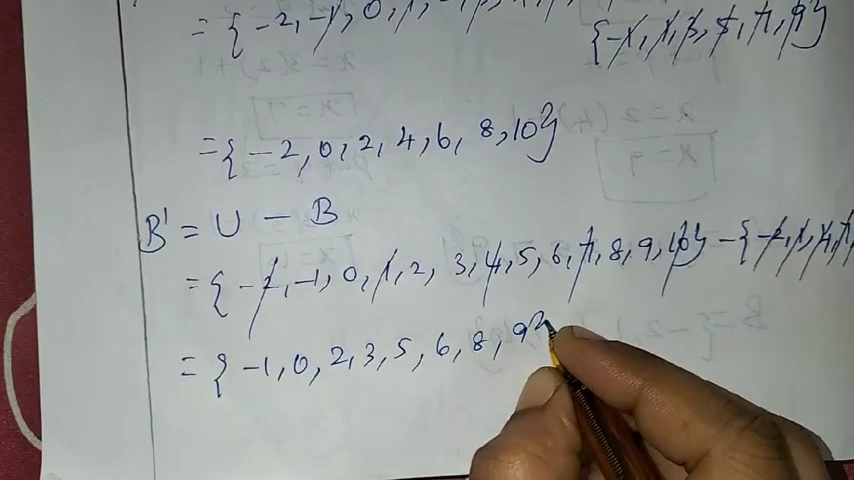 = {-2, -1, 0, 1,
{-1, 1, 3, 5, 7, 9}
= {-2, 0, 2, 4, 6, 8, 10}
B' = U - B
= {-2, -1, 0, 1, 2, 3, 4, 5, 6, 7, 8, 9, 10} - {-2, 1, 4, 7,
= {-1, 0, 2, 3, 5, 6, 8, 9}